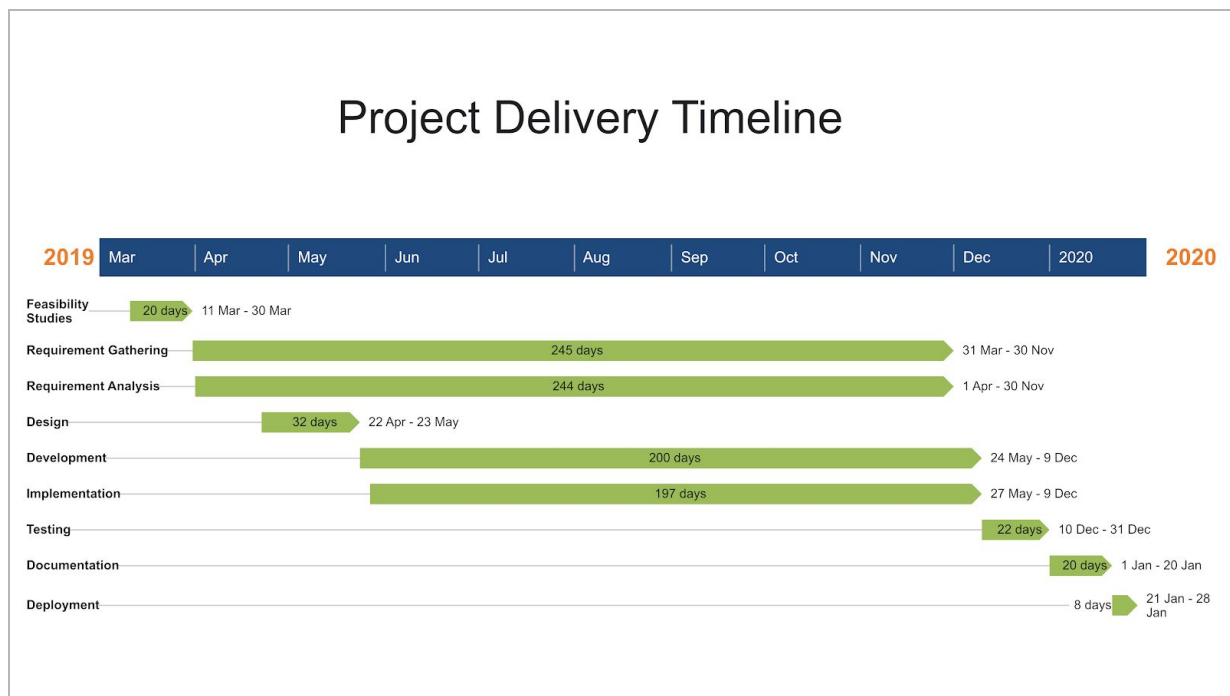 Project Delivery Timeline
2019 Mar Apr May Jun Jul Aug Sep Oct Nov Dec 2020 2020
Feasibility
Studies
20 days 11 Mar - 30 Mar
Requirement Gathering 245 days 31 Mar - 30 Nov
Requirement Analysis 244 days 1 Apr - 30 Nov
Design 32 days 22 Apr - 23 May
Development 200 days 24 May - 9 Dec
Implementation 197 days 27 May - 9 Dec
Testing 22 days 10 Dec - 31 Dec
Documentation 20 days 1 Jan - 20 Jan
Deployment 8 days 21 Jan - 28
Jan